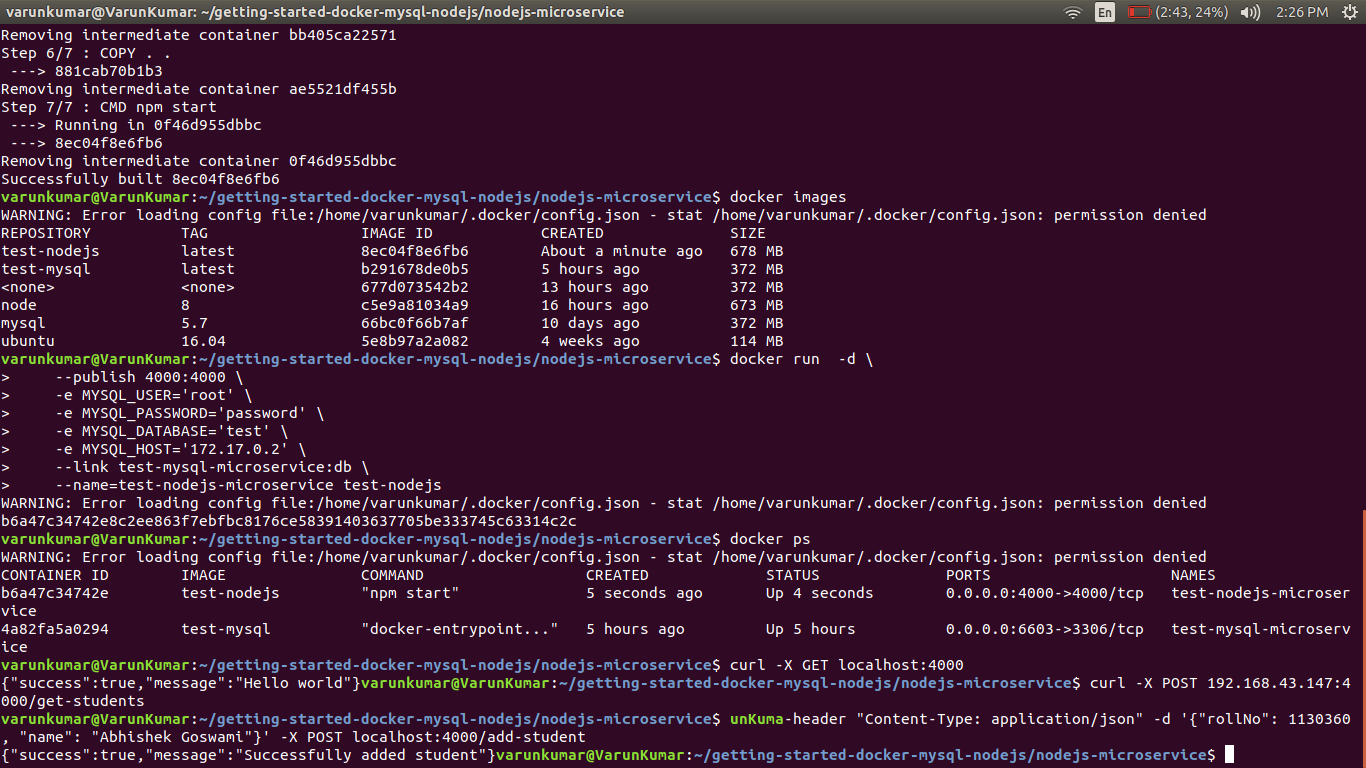 varunkumar@VarunKumar: ~/getting-started-docker-mysql-nodejs/nodejs-microservice En (2:43, 24%) 2:26 PM
Removing intermediate container bb405ca22571
Step 6/7 : COPY . .
 ---> 881cab70b1b3
Removing intermediate container ae5521df455b
Step 7/7 : CMD npm start
 ---> Running in 0f46d955dbbc
 ---> 8ec04f8e6fb6
Removing intermediate container 0f46d955dbbc
Successfully built 8ec04f8e6fb6
varunkumar@VarunKumar:~/getting-started-docker-mysql-nodejs/nodejs-microservice$ docker images
WARNING: Error loading config file:/home/varunkumar/.docker/config.json - stat /home/varunkumar/.docker/config.json: permission denied
REPOSITORY          TAG                 IMAGE ID            CREATED              SIZE
test-nodejs         latest              8ec04f8e6fb6        About a minute ago   678 MB
test-mysql          latest              b291678de0b5        5 hours ago          372 MB
<none>              <none>              677d073542b2        13 hours ago         372 MB
node                8                   c5e9a81034a9        16 hours ago         673 MB
mysql               5.7                 66bc0f66b7af        10 days ago          372 MB
ubuntu              16.04               5e8b97a2a082        4 weeks ago          114 MB
varunkumar@VarunKumar:~/getting-started-docker-mysql-nodejs/nodejs-microservice$ docker run  -d \
>     --publish 4000:4000 \
>     -e MYSQL_USER='root' \
>     -e MYSQL_PASSWORD='password' \
>     -e MYSQL_DATABASE='test' \
>     -e MYSQL_HOST='172.17.0.2' \
>     --link test-mysql-microservice:db \
>     --name=test-nodejs-microservice test-nodejs
WARNING: Error loading config file:/home/varunkumar/.docker/config.json - stat /home/varunkumar/.docker/config.json: permission denied
b6a47c34742e8c2ee863f7ebfbc8176ce58391403637705be333745c63314c2c
varunkumar@VarunKumar:~/getting-started-docker-mysql-nodejs/nodejs-microservice$ docker ps
WARNING: Error loading config file:/home/varunkumar/.docker/config.json - stat /home/varunkumar/.docker/config.json: permission denied
CONTAINER ID        IMAGE               COMMAND                  CREATED             STATUS              PORTS                    NAMES
b6a47c34742e        test-nodejs         "npm start"              5 seconds ago       Up 4 seconds        0.0.0.0:4000->4000/tcp   test-nodejs-microser
vice
4a82fa5a0294        test-mysql          "docker-entrypoint..."   5 hours ago         Up 5 hours          0.0.0.0:6603->3306/tcp   test-mysql-microserv
ice
varunkumar@VarunKumar:~/getting-started-docker-mysql-nodejs/nodejs-microservice$ curl -X GET localhost:4000
{"success":true,"message":"Hello world"}varunkumar@VarunKumar:~/getting-started-docker-mysql-nodejs/nodejs-microservice$ curl -X POST 192.168.43.147:4
000/get-students
varunkumar@VarunKumar:~/getting-started-docker-mysql-nodejs/nodejs-microservice$ unKuma-header "Content-Type: application/json" -d '{"rollNo": 1130360
, "name": "Abhishek Goswami"}' -X POST localhost:4000/add-student
{"success":true,"message":"Successfully added student"}varunkumar@VarunKumar:~/getting-started-docker-mysql-nodejs/nodejs-microservice$